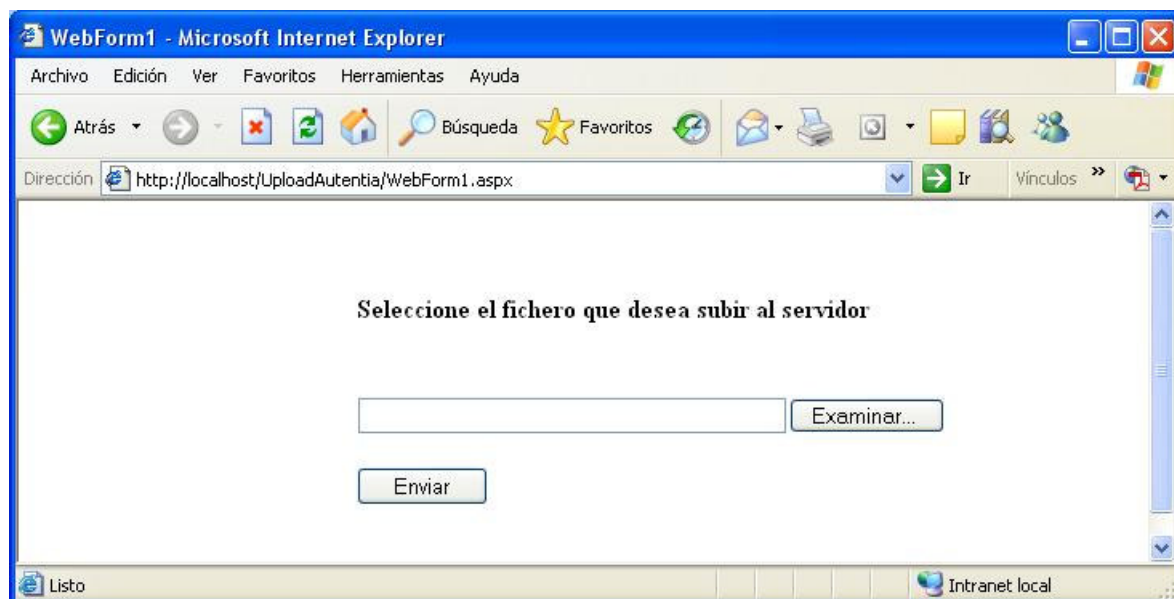 WebForm1 - Microsoft Internet Explorer
Archivo Edición Ver Favoritos Herramientas Ayuda
Atrás Búsqueda Favoritos
Dirección http://localhost/UploadAutentia/WebForm1.aspx Ir Vínculos »
Seleccione el fichero que desea subir al servidor
Examinar...
Enviar
Listo Intranet local